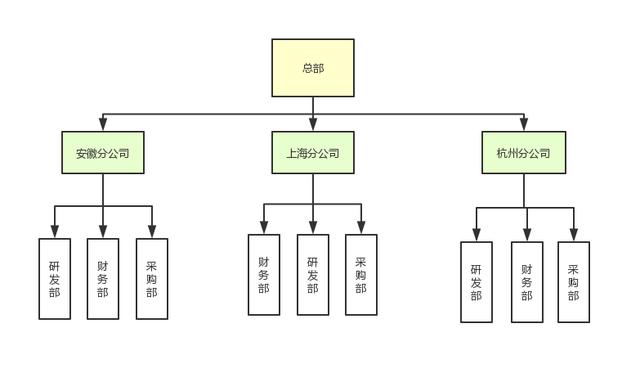 总部
安徽分公司
上海分公司
杭州分公司
研发部
财务部
采购部
财务部
研发部
采购部
研发部
财务部
采购部